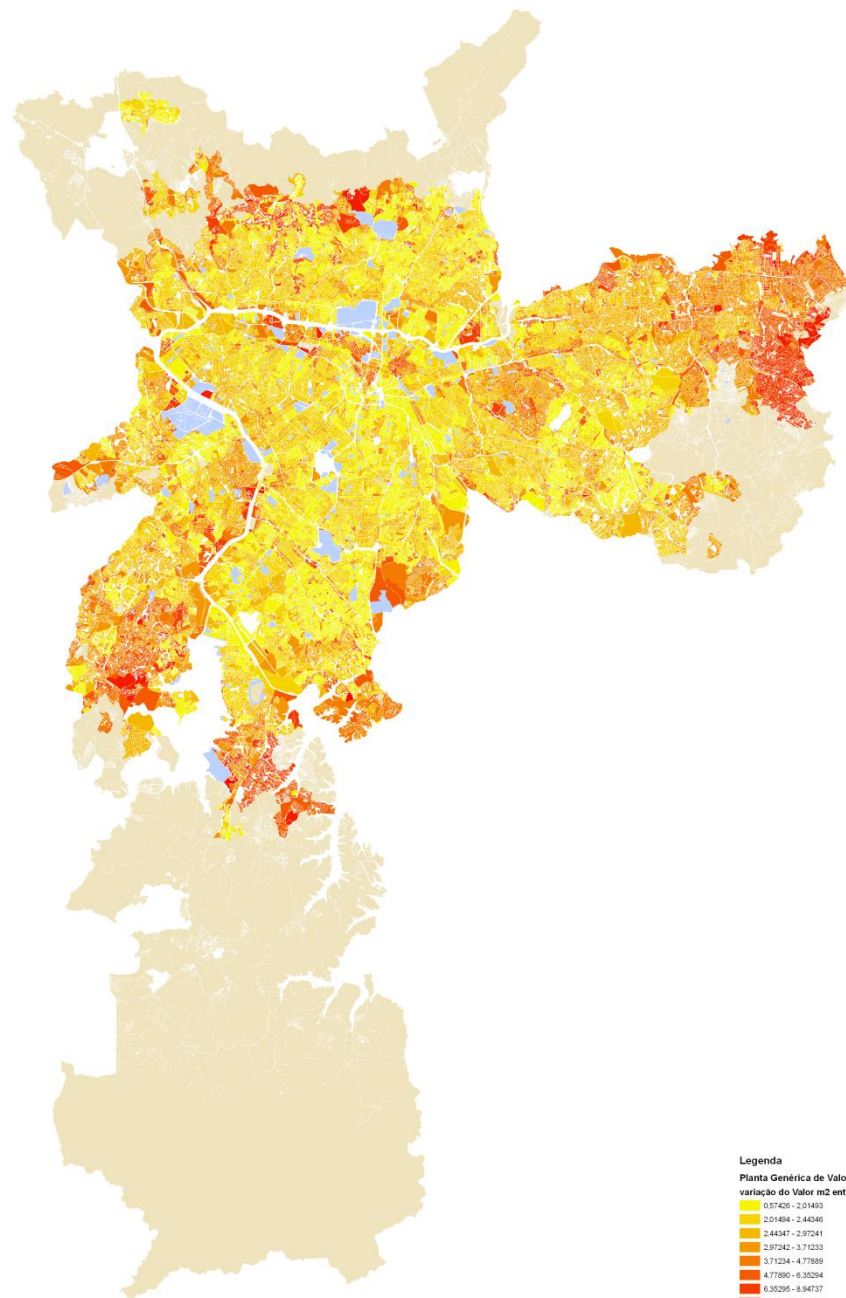 Legenda
Planta Genérica de Valo
variação do Valor m2 ent
0,57426 - 2,01493
2,01494 - 2,44346
2,44347 - 2,97241
2,97242 - 3,71233
3,71234 - 4,77889
4,77890 - 6,35294
6,35295 - 8,94737